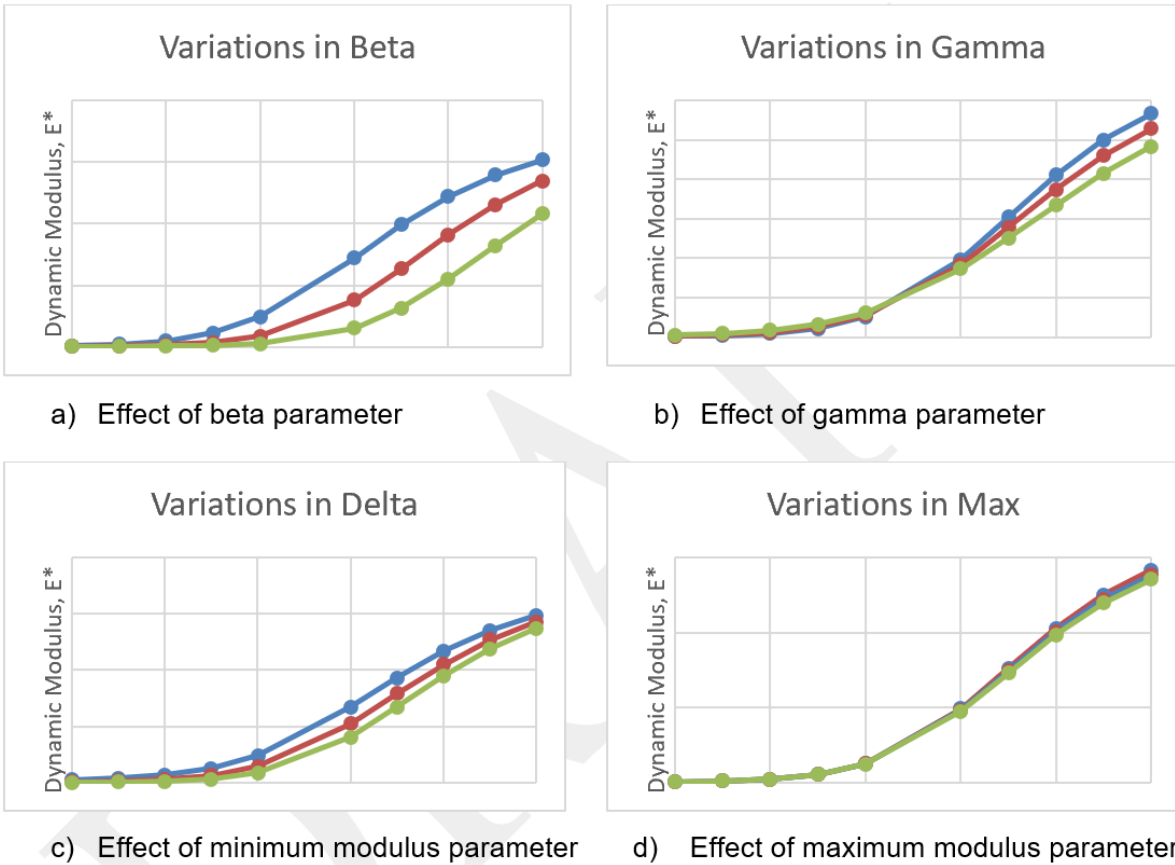 Variations in Beta
Dynamic Modulus, E*
a) Effect of beta parameter
Variations in Gamma
Dynamic Modulus, E*
b) Effect of gamma parameter
Variations in Delta
Dynamic Modulus, E*
c) Effect of minimum modulus parameter
Variations in Max
Dynamic Modulus, E*
d) Effect of maximum modulus parameter